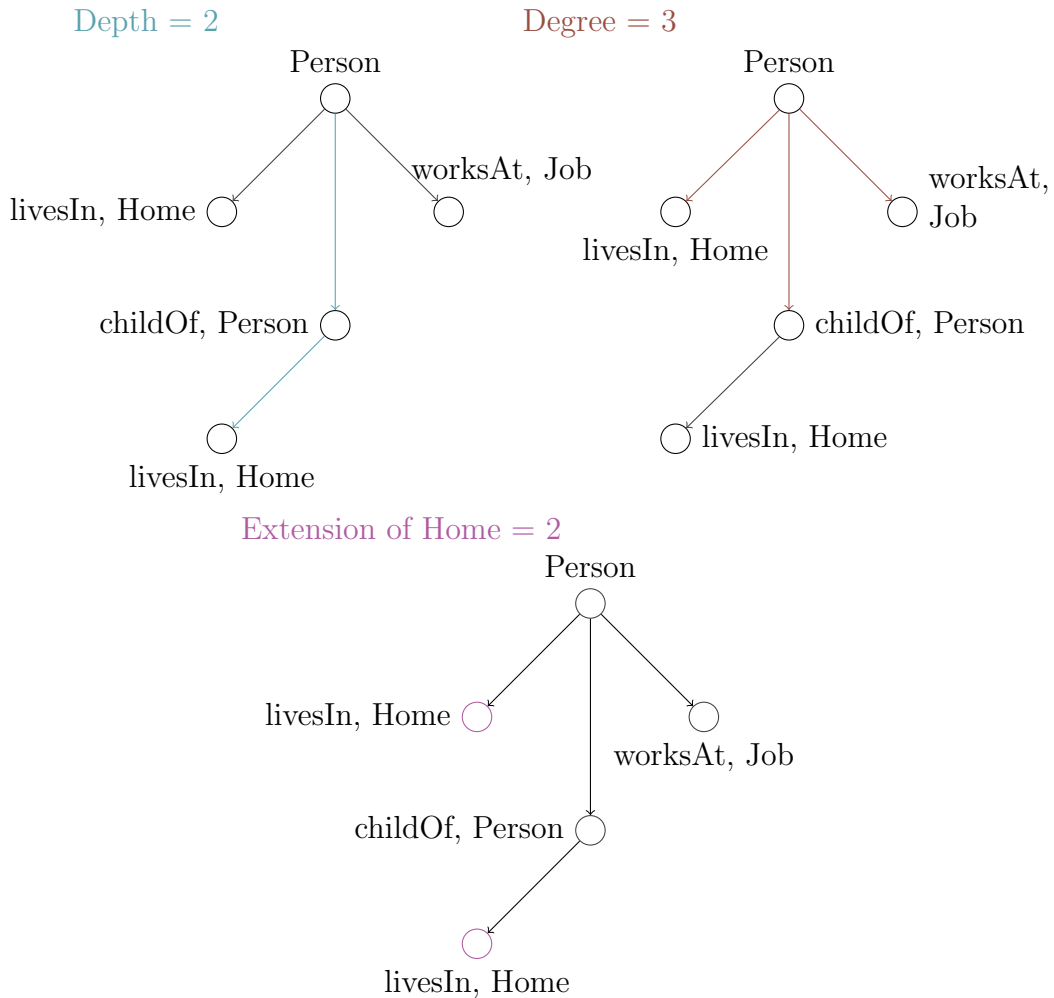 Depth = 2
Person
livesIn, Home
worksAt, Job
childOf, Person
livesIn, Home
Degree = 3
Person
livesIn, Home
worksAt,
Job
childOf, Person
livesIn, Home
Extension of Home = 2
Person
livesIn, Home
worksAt, Job
childOf, Person
livesIn, Home